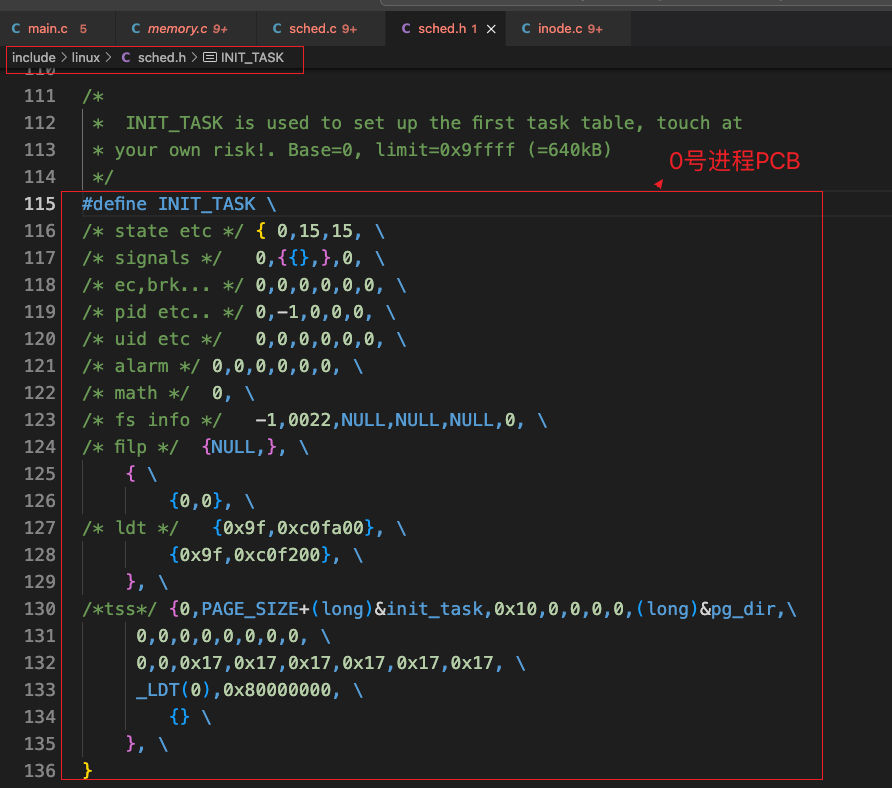 main.c 5 memory.c 9+ sched.c 9+ sched.h 1 × inode.c 9+
include > linux > C sched.h > INIT_TASK
110
111 /*
112 *  INIT_TASK is used to set up the first task table, touch at
113 * your own risk!. Base=0, limit=0x9ffff (=640kB)
0号进程PCB
114 */
115 #define INIT_TASK \
116 /* state etc */ { 0,15,15, \
117 /* signals */   0,{{},},0, \
118 /* ec,brk... */ 0,0,0,0,0,0, \
119 /* pid etc.. */ 0,-1,0,0,0, \
120 /* uid etc */   0,0,0,0,0,0, \
121 /* alarm */ 0,0,0,0,0,0, \
122 /* math */  0, \
123 /* fs info */   -1,0022,NULL,NULL,NULL,0, \
124 /* filp */  {NULL,}, \
125     { \
126         {0,0}, \
127 /* ldt */   {0x9f,0xc0fa00}, \
128         {0x9f,0xc0f200}, \
129     }, \
130 /*tss*/ {0,PAGE_SIZE+(long)&init_task,0x10,0,0,0,0,(long)&pg_dir,\
131      0,0,0,0,0,0,0,0, \
132      0,0,0x17,0x17,0x17,0x17,0x17,0x17, \
133      _LDT(0),0x80000000, \
134         {} \
135     }, \
136 }